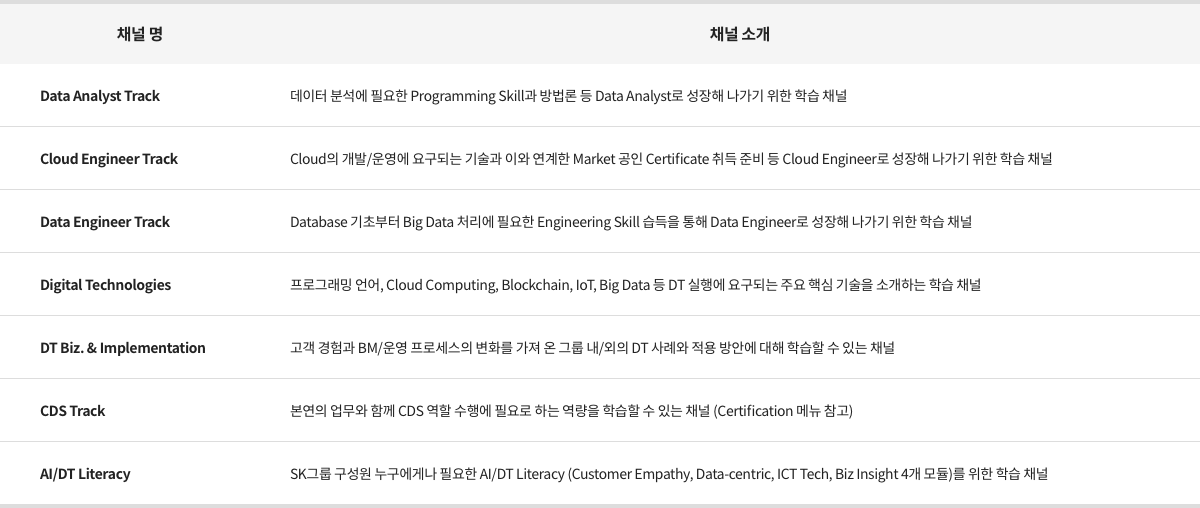 채널 명 채널 소개
Data Analyst Track 데이터 분석에 필요한 Programming Skill과 방법론 등 Data Analyst로 성장해 나가기 위한 학습 채널
Cloud Engineer Track Cloud의 개발/운영에 요구되는 기술과 이와 연계한 Market 공인 Certificate 취득 준비 등 Cloud Engineer로 성장해 나가기 위한 학습 채널
Data Engineer Track Database 기초부터 Big Data 처리에 필요한 Engineering Skill 습득을 통해 Data Engineer로 성장해 나가기 위한 학습 채널
Digital Technologies 프로그래밍 언어, Cloud Computing, Blockchain, IoT, Big Data 등 DT 실행에 요구되는 주요 핵심 기술을 소개하는 학습 채널
DT Biz. & Implementation 고객 경험과 BM/운영 프로세스의 변화를 가져 온 그룹 내/외의 DT 사례와 적용 방안에 대해 학습할 수 있는 채널
CDS Track 본연의 업무와 함께 CDS 역할 수행에 필요로 하는 역량을 학습할 수 있는 채널 (Certification 메뉴 참고)
AI/DT Literacy SK그룹 구성원 누구에게나 필요한 AI/DT Literacy (Customer Empathy, Data-centric, ICT Tech, Biz Insight 4개 모듈)를 위한 학습 채널